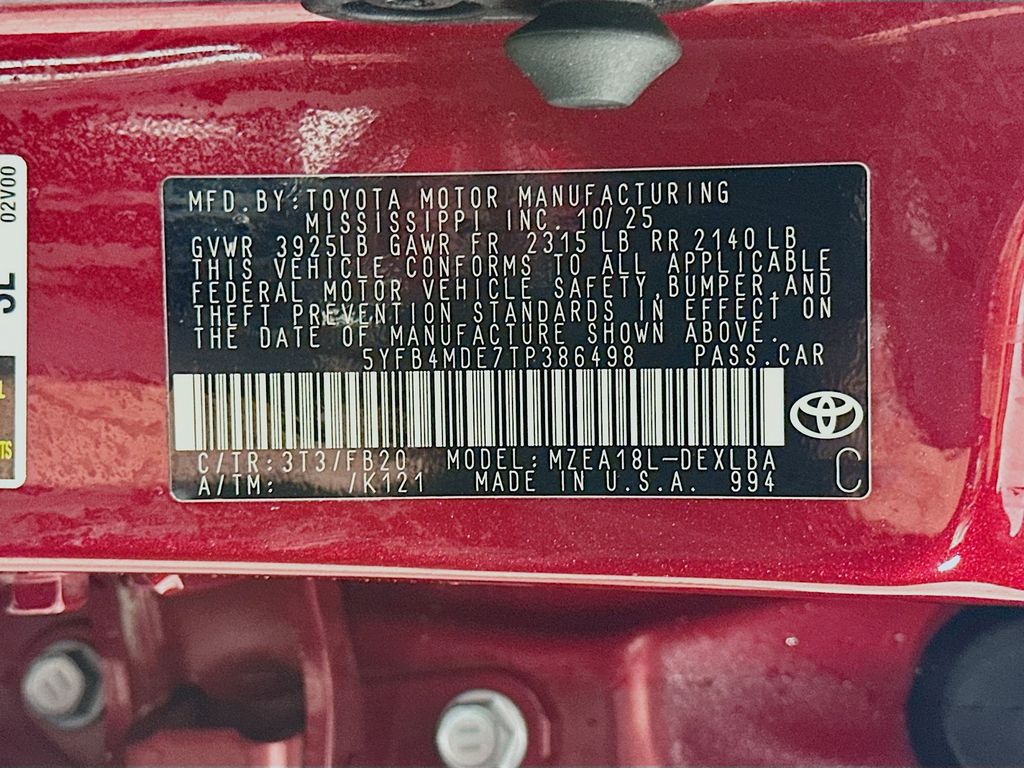 MFD.BY:TOYOTA MOTOR MANUFACTURING
MISSISSIPPI INC. 10/25
GVWR 3925LB GAWR FR 2315 LB RR 2140 LB
THIS VEHICLE CONFORMS TO ALL APPLICABLE
FEDERAL MOTOR VEHICLE SAFETY,BUMPER,AND
THEFT PREVENTION STANDARDS IN EFFECT ON
THE DATE OF MANUFACTURE SHOWN ABOVE.
5YFB4MDE7TP386498 PASS.CAR
C/TR:3T3/FB20 MODEL:MZEA18L-DEXLBA
A/TM: /K121 MADE IN U.S.A. 994
C
02V00